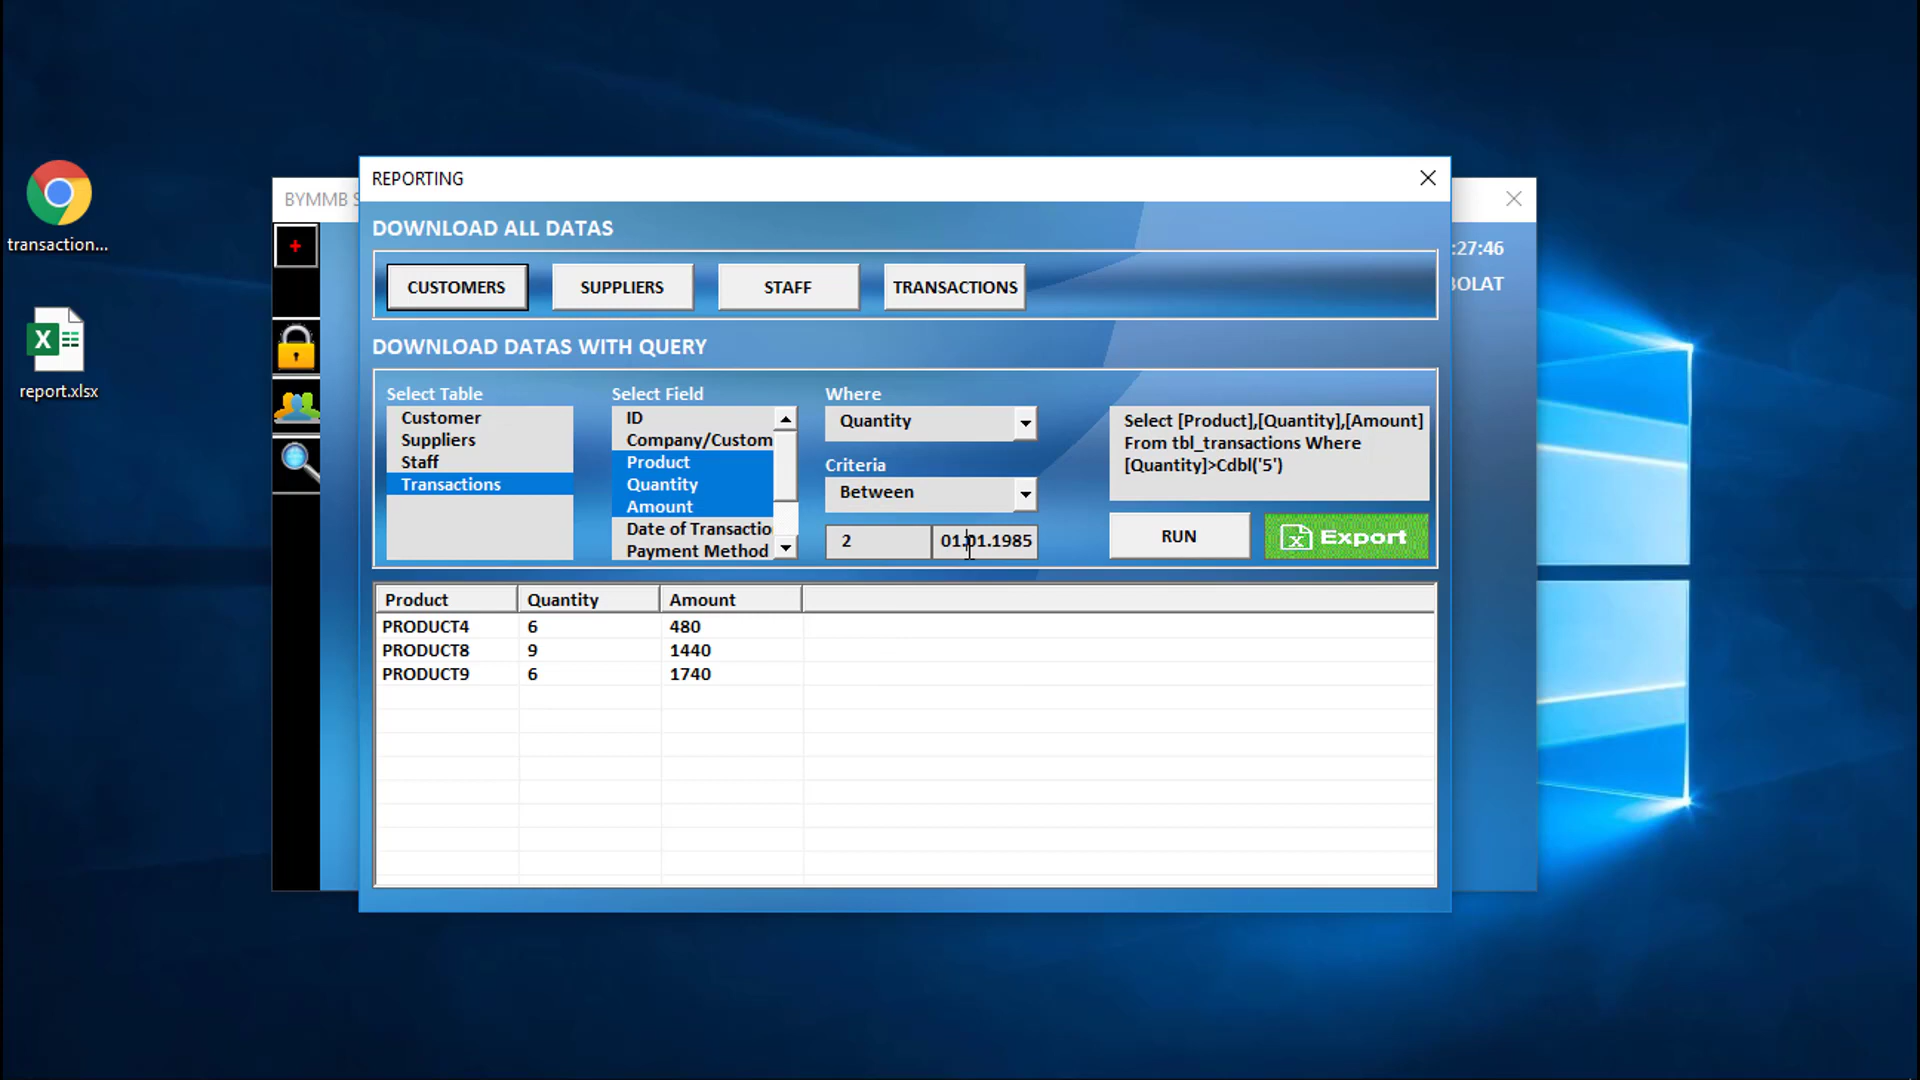 transaction...
report.xlsx
BYMMB S
:27:46
BOLAT
REPORTING
DOWNLOAD ALL DATAS
CUSTOMERS
SUPPLIERS
STAFF
TRANSACTIONS
DOWNLOAD DATAS WITH QUERY
Select Table
Customer
Suppliers
Staff
Transactions
Select Field
ID
Company/Custom
Product
Quantity
Amount
Date of Transactio
Payment Method
Where
Quantity
Criteria
Between
2
01.01.1985
Select [Product],[Quantity],[Amount]
From tbl_transactions Where
[Quantity]>Cdbl('5')
RUN
Export
Product Quantity Amount
PRODUCT4 6 480
PRODUCT8 9 1440
PRODUCT9 6 1740